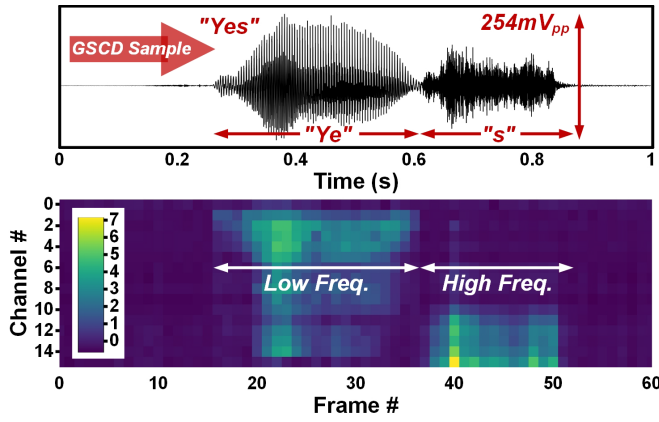 "Yes"
254mVpp
GSCD Sample
"Ye"
"s"
0 0.2 0.4 0.6 0.8 1
Time (s)
0
2
4
6
8
10
12
14
Channel #
7
6
5
4
3
2
1
0
Low Freq.
High Freq.
0 10 20 30 40 50 60
Frame #